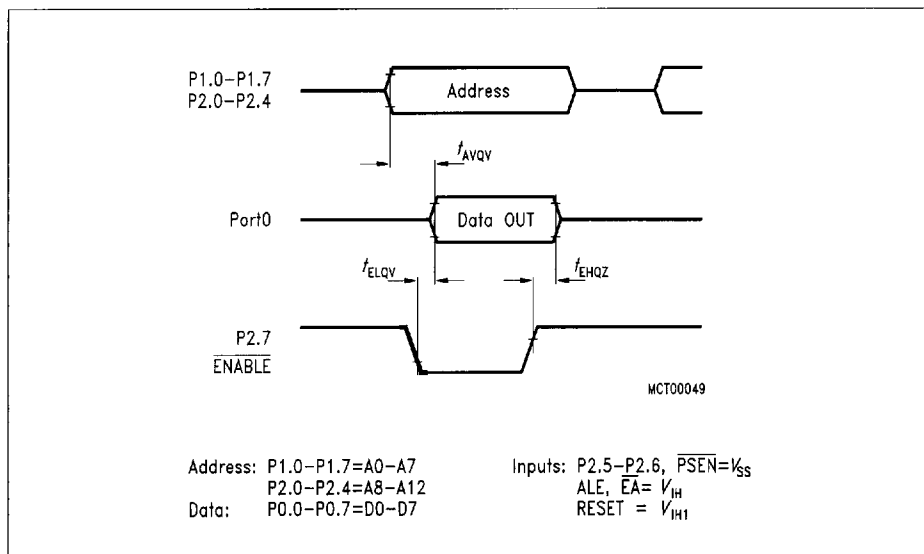 P1.0–P1.7
P2.0–P2.4
Address
tAVQV
Port0
Data OUT
tELQV
tEHQZ
P2.7
ENABLE
MCT00049
Address: P1.0–P1.7=A0–A7
P2.0–P2.4=A8–A12
Data: P0.0–P0.7=D0–D7
Inputs: P2.5–P2.6, PSEN=VSS
ALE, EA= VIH
RESET = VIH1